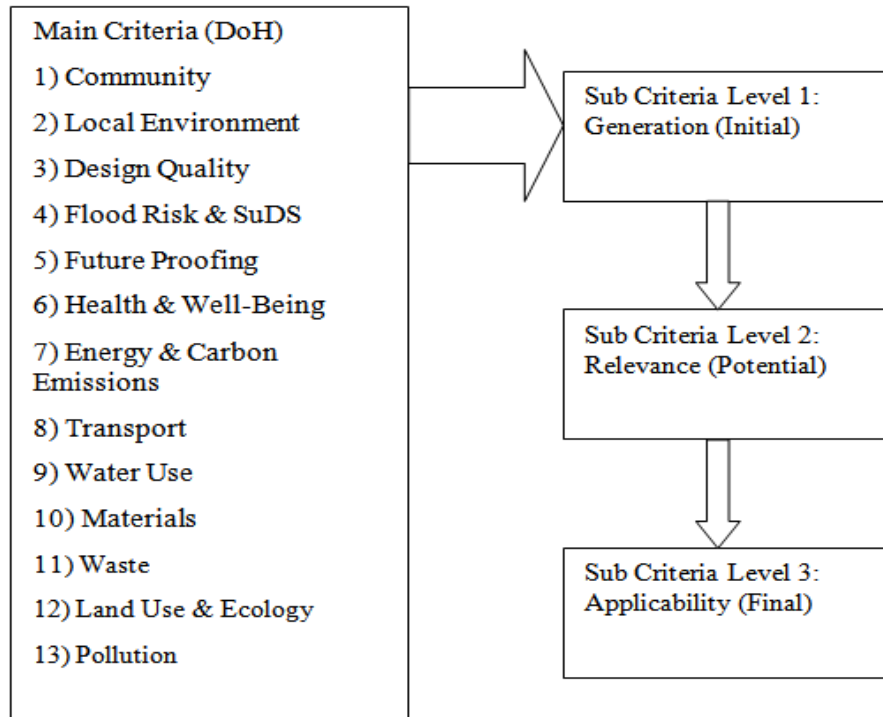 Main Criteria (DoH)
1) Community
2) Local Environment
3) Design Quality
4) Flood Risk & SuDS
5) Future Proofing
6) Health & Well-Being
7) Energy & Carbon
Emissions
8) Transport
9) Water Use
10) Materials
11) Waste
12) Land Use & Ecology
13) Pollution
Sub Criteria Level 1:
Generation (Initial)
Sub Criteria Level 2:
Relevance (Potential)
Sub Criteria Level 3:
Applicability (Final)